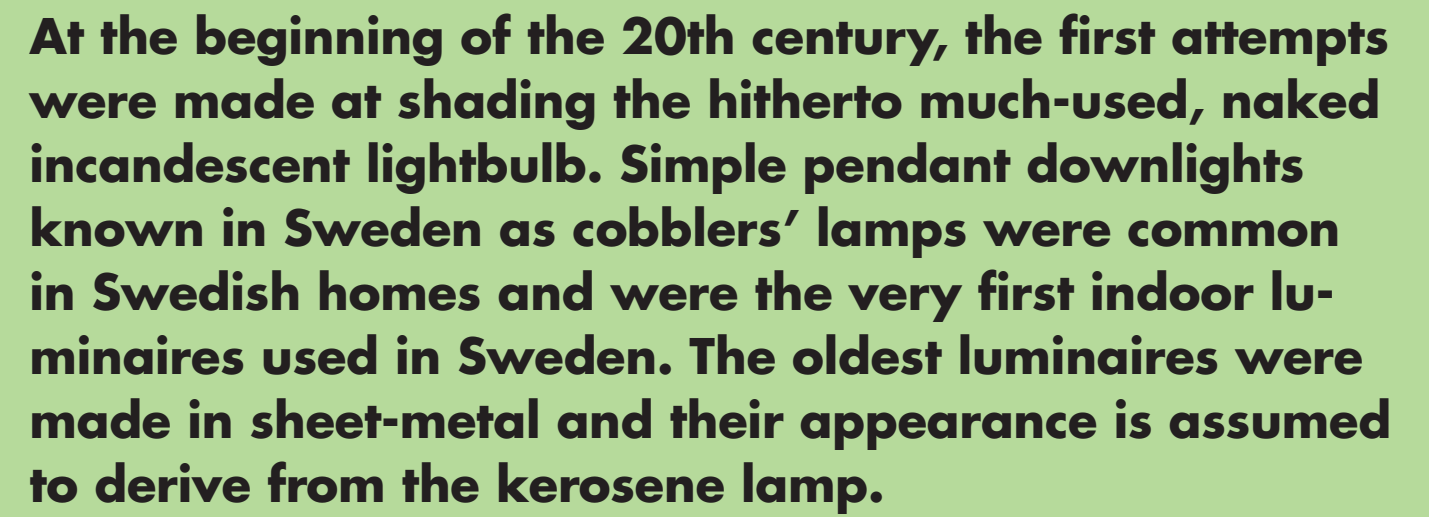 At the beginning of the 20th century, the first attempts
were made at shading the hitherto much-used, naked
incandescent lightbulb. Simple pendant downlights
known in Sweden as cobblers’ lamps were common
in Swedish homes and were the very first indoor lu-
minaires used in Sweden. The oldest luminaires were
made in sheet-metal and their appearance is assumed
to derive from the kerosene lamp.